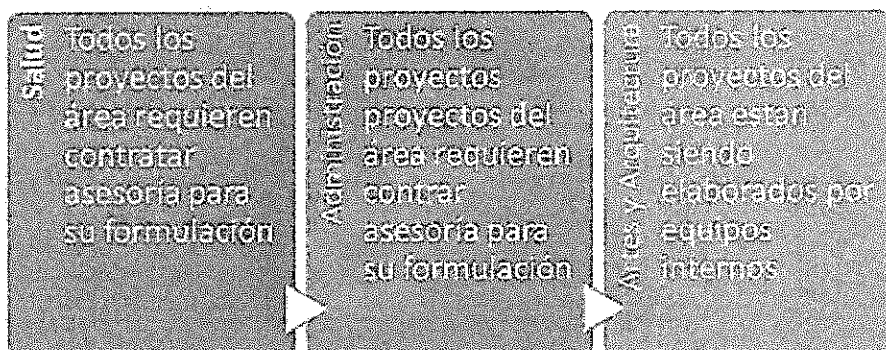 Salud
Todos los
proyectos del
área requieren
contratar
asesoría para
su formulación
Administración
Todos los
proyectos
proyectos del
área requieren
contrar
asesoría para
su formulación
Artes y Arquitectura
Todos los
proyectos del
área están
siendo
elaborados por
equipos
internos